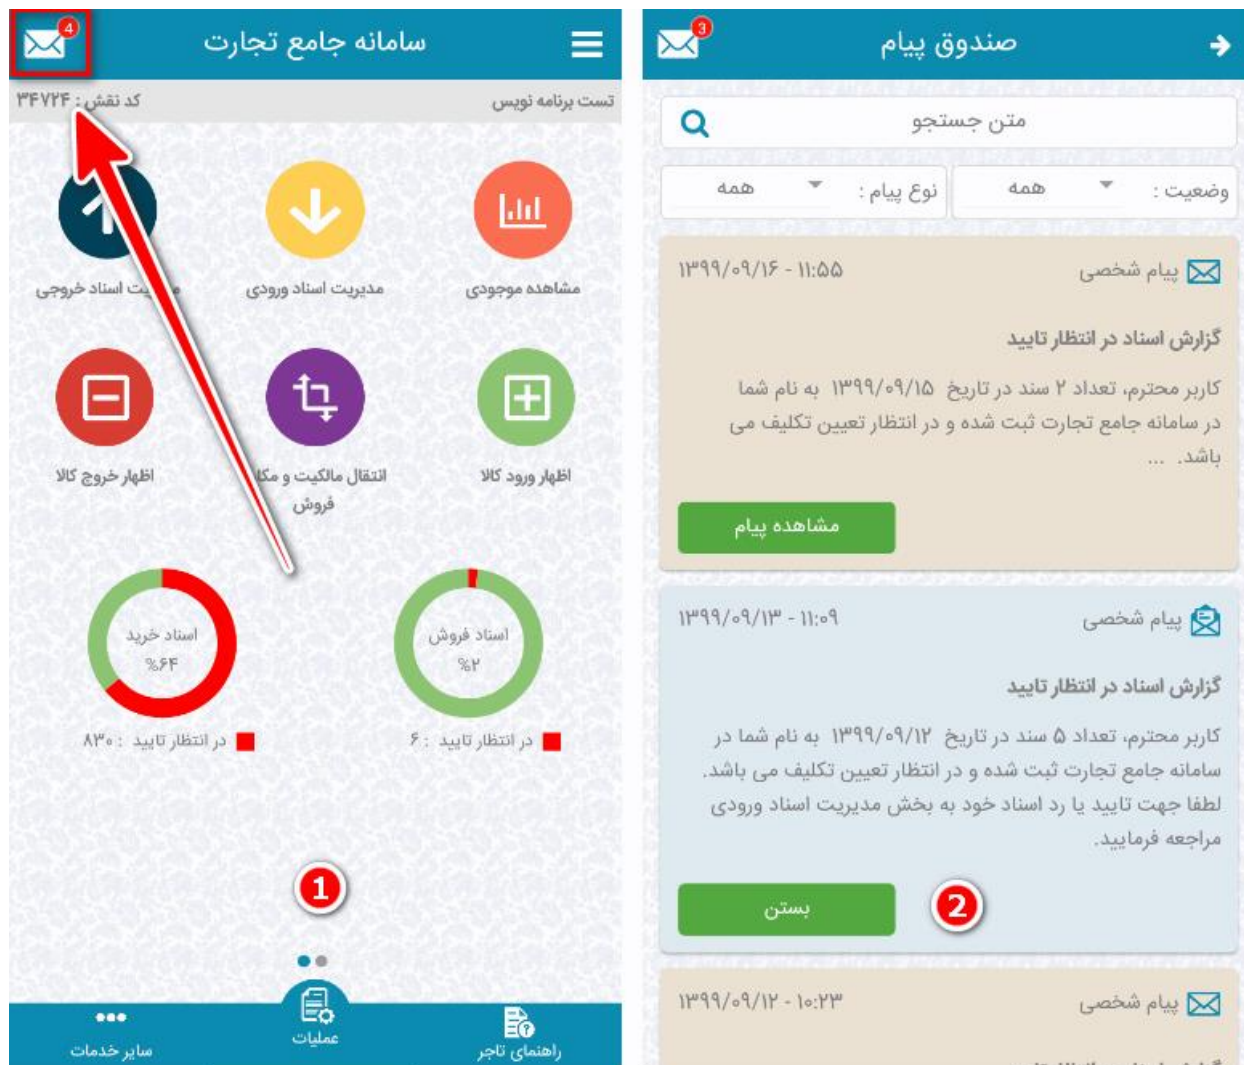 4
سامانه جامع تجارت
تست برنامه نویس
کد نقش : ۳۴۷۲۴
مشاهده موجودی
مدیریت اسناد ورودی
اسناد خروجی
اظهار ورود کالا
انتقال مالکیت و
فروش
اظهار خروج کالا
اسناد فروش
%۲
اسناد خرید
%۶۴
در انتظار تایید : ۶
در انتظار تایید : ۸۳۰
1
راهنمای تاجر
عملیات
سایر خدمات
3
صندوق پیام
متن جستجو
وضعیت : همه
نوع پیام : همه
پیام شخصی
۱۳۹۹/۰۹/۱۶ - ۱۱:۵۵
گزارش اسناد در انتظار تایید
کاربر محترم، تعداد ۲ سند در تاریخ ۱۳۹۹/۰۹/۱۵ به نام شما
در سامانه جامع تجارت ثبت شده و در انتظار تعیین تکلیف می
باشد. ...
مشاهده پیام
پیام شخصی
۱۳۹۹/۰۹/۱۳ - ۱۱:۰۹
گزارش اسناد در انتظار تایید
کاربر محترم، تعداد ۵ سند در تاریخ ۱۳۹۹/۰۹/۱۲ به نام شما در
سامانه جامع تجارت ثبت شده و در انتظار تعیین تکلیف می باشد.
لطفا جهت تایید یا رد اسناد خود به بخش مدیریت اسناد ورودی
مراجعه فرمایید.
بستن
2
پیام شخصی
۱۳۹۹/۰۹/۱۲ - ۱۰:۲۳